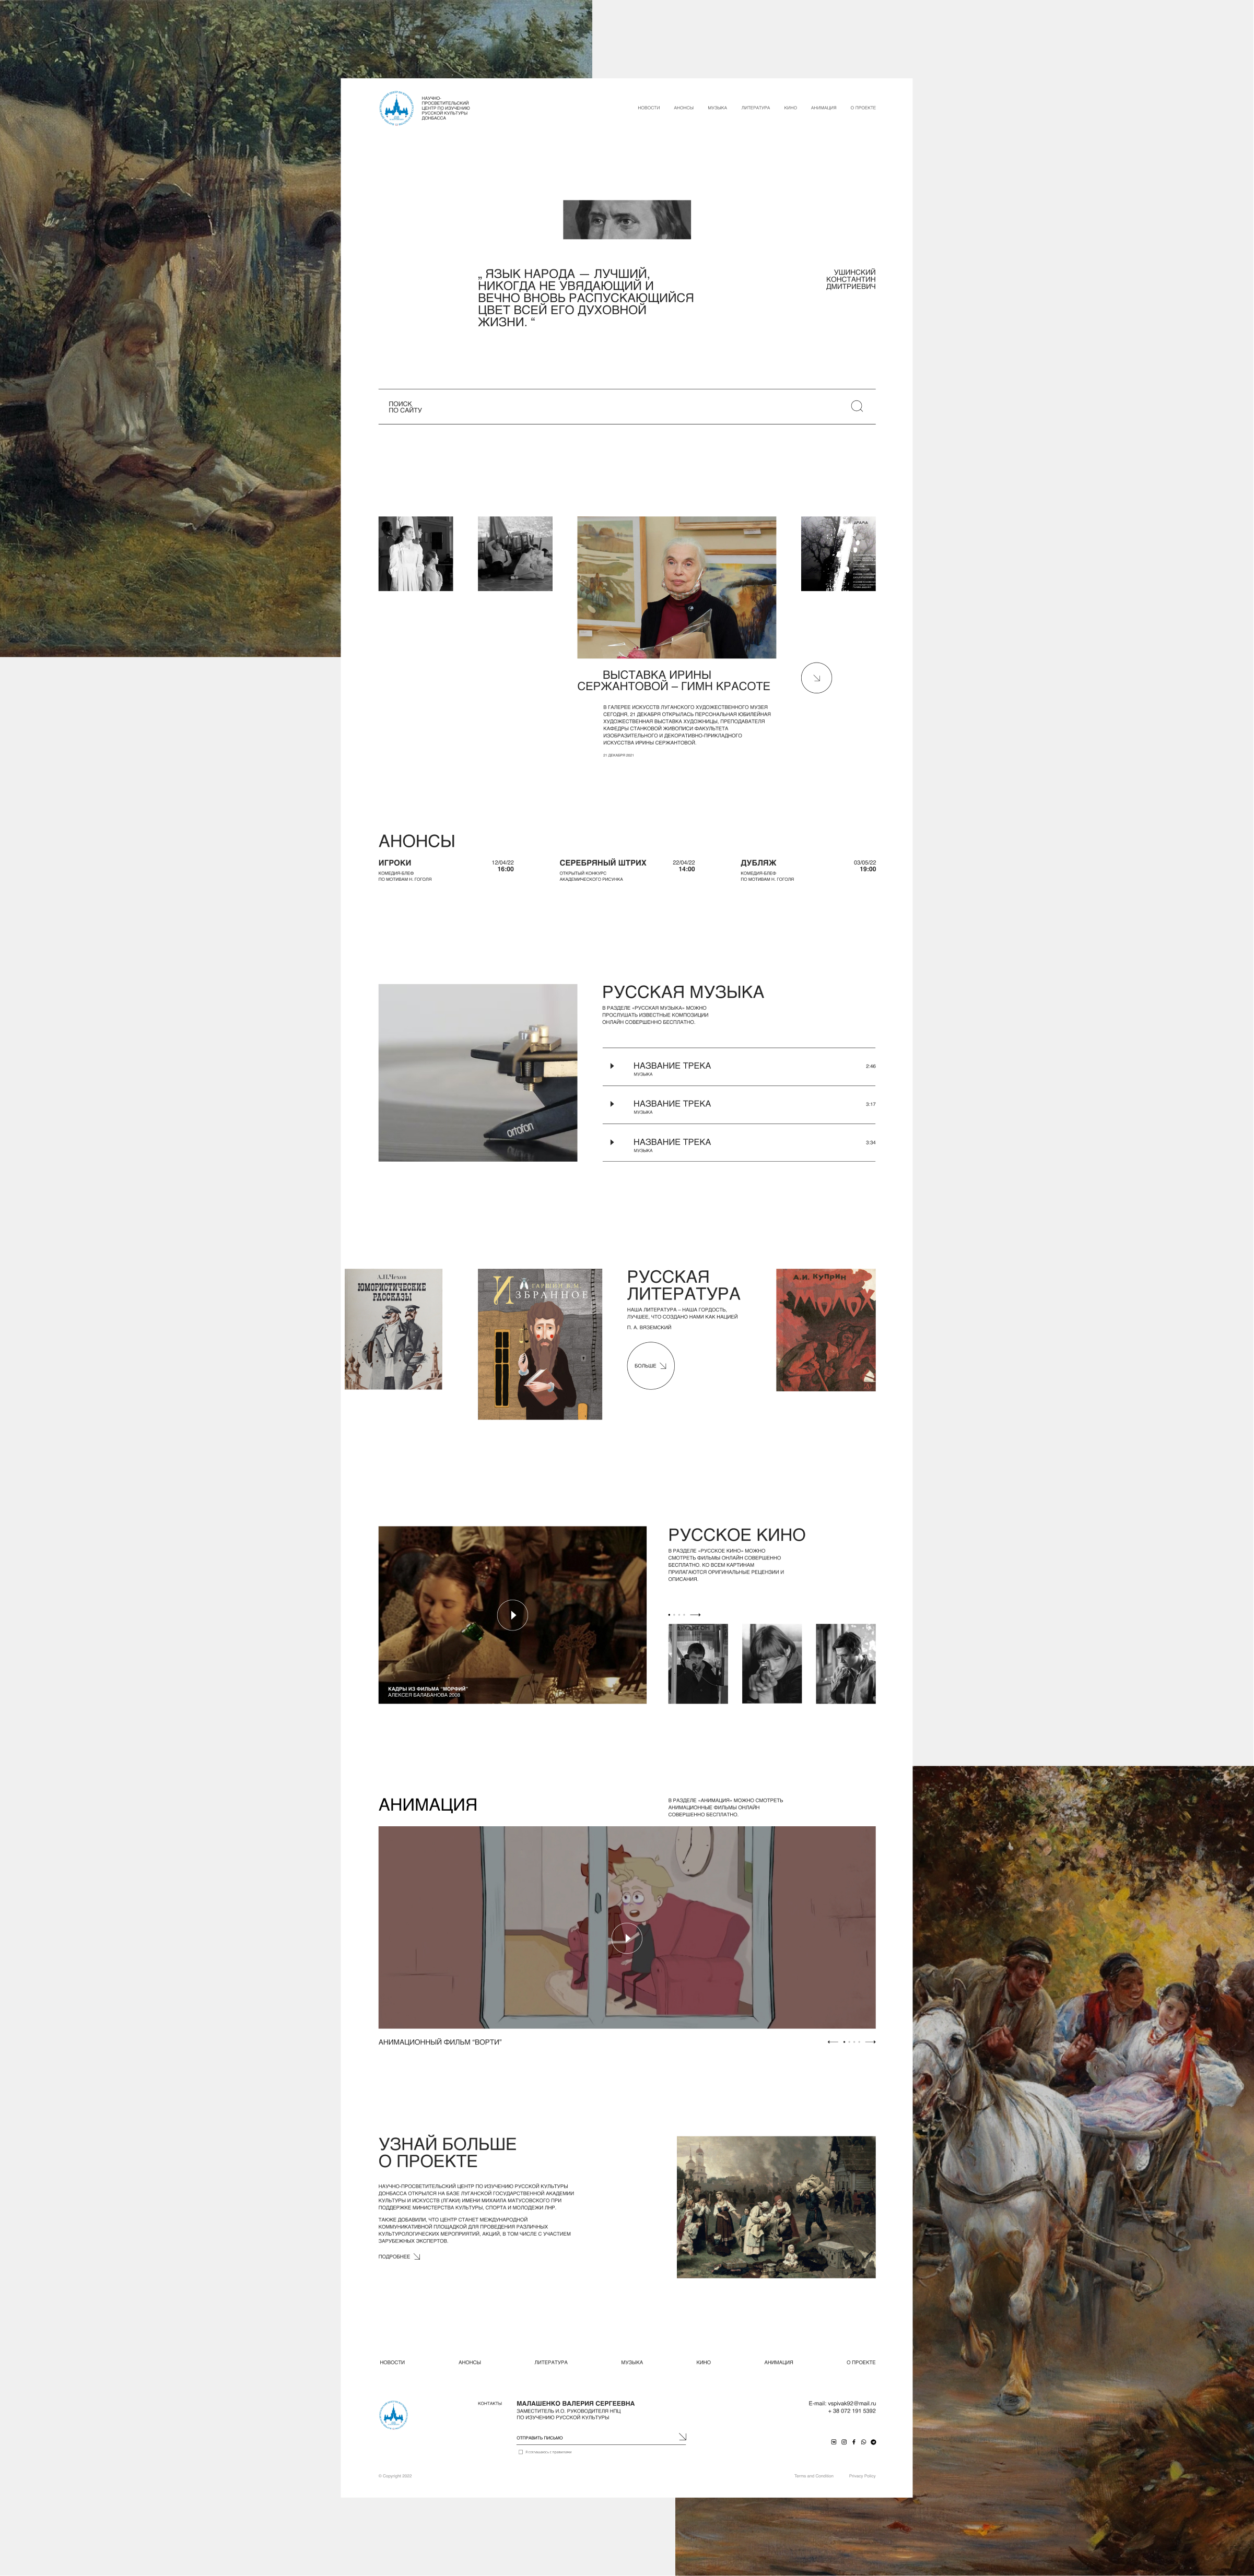 НАУЧНО-
ПРОСВЕТИТЕЛЬСКИЙ
ЦЕНТР ПО ИЗУЧЕНИЮ
РУССКОЙ КУЛЬТУРЫ
ДОНБАССА
НОВОСТИ АНОНСЫ МУЗЫКА ЛИТЕРАТУРА КИНО АНИМАЦИЯ О ПРОЕКТЕ
„ ЯЗЫК НАРОДА — ЛУЧШИЙ,
НИКОГДА НЕ УВЯДАЮЩИЙ И
ВЕЧНО ВНОВЬ РАСПУСКАЮЩИЙСЯ
ЦВЕТ ВСЕЙ ЕГО ДУХОВНОЙ
ЖИЗНИ. “
УШИНСКИЙ
КОНСТАНТИН
ДМИТРИЕВИЧ
ПОИСК
ПО САЙТУ
ДРАМА
ВЫСТАВКА ИРИНЫ
СЕРЖАНТОВОЙ – ГИМН КРАСОТЕ
В ГАЛЕРЕЕ ИСКУССТВ ЛУГАНСКОГО ХУДОЖЕСТВЕННОГО МУЗЕЯ
СЕГОДНЯ, 21 ДЕКАБРЯ ОТКРЫЛАСЬ ПЕРСОНАЛЬНАЯ ЮБИЛЕЙНАЯ
ХУДОЖЕСТВЕННАЯ ВЫСТАВКА ХУДОЖНИЦЫ, ПРЕПОДАВАТЕЛЯ
КАФЕДРЫ СТАНКОВОЙ ЖИВОПИСИ ФАКУЛЬТЕТА
ИЗОБРАЗИТЕЛЬНОГО И ДЕКОРАТИВНО-ПРИКЛАДНОГО
ИСКУССТВА ИРИНЫ СЕРЖАНТОВОЙ.
21 ДЕКАБРЯ 2021
АНОНСЫ
ИГРОКИ 12/04/22
16:00
КОМЕДИЯ-БЛЕФ
ПО МОТИВАМ Н. ГОГОЛЯ
СЕРЕБРЯНЫЙ ШТРИХ 22/04/22
14:00
ОТКРЫТЫЙ КОНКУРС
АКАДЕМИЧЕСКОГО РИСУНКА
ДУБЛЯЖ 03/05/22
19:00
КОМЕДИЯ-БЛЕФ
ПО МОТИВАМ Н. ГОГОЛЯ
ortofon
РУССКАЯ МУЗЫКА
В РАЗДЕЛЕ «РУССКАЯ МУЗЫКА» МОЖНО
ПРОСЛУШАТЬ ИЗВЕСТНЫЕ КОМПОЗИЦИИ
ОНЛАЙН СОВЕРШЕННО БЕСПЛАТНО.
НАЗВАНИЕ ТРЕКА 2:46
МУЗЫКА
НАЗВАНИЕ ТРЕКА 3:17
МУЗЫКА
НАЗВАНИЕ ТРЕКА 3:34
МУЗЫКА
А.П.Чехов
ЮМОРИСТИЧЕСКИЕ
РАССКАЗЫ
ГАРШИН В.М.
ИЗБРАННОЕ
РУССКАЯ
ЛИТЕРАТУРА
НАША ЛИТЕРАТУРА – НАША ГОРДОСТЬ,
ЛУЧШЕЕ, ЧТО СОЗДАНО НАМИ КАК НАЦИЕЙ
П. А. ВЯЗЕМСКИЙ
БОЛЬШЕ
А.И. Куприн
МОЛОХ
РУССКОЕ КИНО
В РАЗДЕЛЕ «РУССКОЕ КИНО» МОЖНО
СМОТРЕТЬ ФИЛЬМЫ ОНЛАЙН СОВЕРШЕННО
БЕСПЛАТНО. КО ВСЕМ КАРТИНАМ
ПРИЛАГАЮТСЯ ОРИГИНАЛЬНЫЕ РЕЦЕНЗИИ И
ОПИСАНИЯ.
КАДРЫ ИЗ ФИЛЬМА “МОРФИЙ”
АЛЕКСЕЯ БАЛАБАНОВА 2008
АНИМАЦИЯ
В РАЗДЕЛЕ «АНИМАЦИЯ» МОЖНО СМОТРЕТЬ
АНИМАЦИОННЫЕ ФИЛЬМЫ ОНЛАЙН
СОВЕРШЕННО БЕСПЛАТНО.
АНИМАЦИОННЫЙ ФИЛЬМ “ВОРТИ”
УЗНАЙ БОЛЬШЕ
О ПРОЕКТЕ
НАУЧНО-ПРОСВЕТИТЕЛЬСКИЙ ЦЕНТР ПО ИЗУЧЕНИЮ РУССКОЙ КУЛЬТУРЫ
ДОНБАССА ОТКРЫЛСЯ НА БАЗЕ ЛУГАНСКОЙ ГОСУДАРСТВЕННОЙ АКАДЕМИИ
КУЛЬТУРЫ И ИСКУССТВ (ЛГАКИ) ИМЕНИ МИХАИЛА МАТУСОВСКОГО ПРИ
ПОДДЕРЖКЕ МИНИСТЕРСТВА КУЛЬТУРЫ, СПОРТА И МОЛОДЕЖИ ЛНР.
ТАКЖЕ ДОБАВИЛИ, ЧТО ЦЕНТР СТАНЕТ МЕЖДУНАРОДНОЙ
КОММУНИКАТИВНОЙ ПЛОЩАДКОЙ ДЛЯ ПРОВЕДЕНИЯ РАЗЛИЧНЫХ
КУЛЬТУРОЛОГИЧЕСКИХ МЕРОПРИЯТИЙ, АКЦИЙ, В ТОМ ЧИСЛЕ С УЧАСТИЕМ
ЗАРУБЕЖНЫХ ЭКСПЕРТОВ.
ПОДРОБНЕЕ
НОВОСТИ АНОНСЫ ЛИТЕРАТУРА МУЗЫКА КИНО АНИМАЦИЯ О ПРОЕКТЕ
КОНТАКТЫ
МАЛАШЕНКО ВАЛЕРИЯ СЕРГЕЕВНА
ЗАМЕСТИТЕЛЬ И.О. РУКОВОДИТЕЛЯ НПЦ
ПО ИЗУЧЕНИЮ РУССКОЙ КУЛЬТУРЫ
ОТПРАВИТЬ ПИСЬМО
Я соглашаюсь с правилами
E-mail: vspivak92@mail.ru
+ 38 072 191 5392
© Copyright 2022
Terms and Condition Privacy Policy